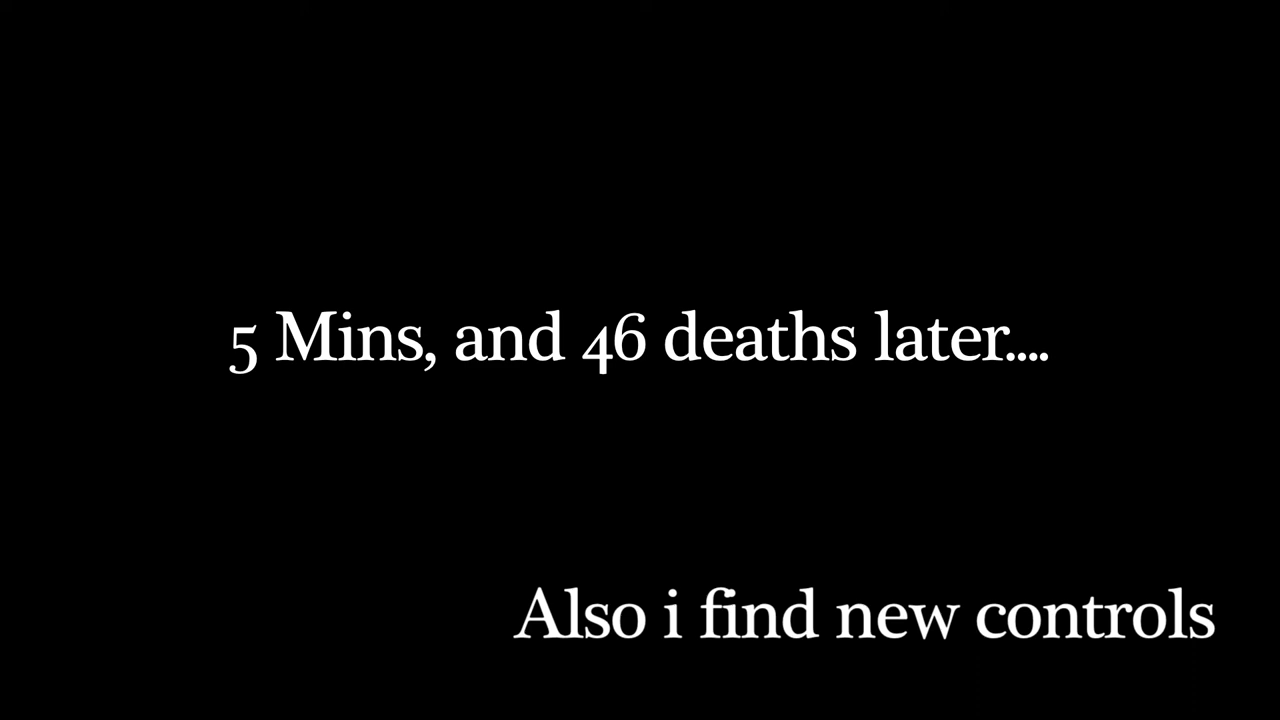 5 Mins, and 46 deaths later....
Also i find new controls